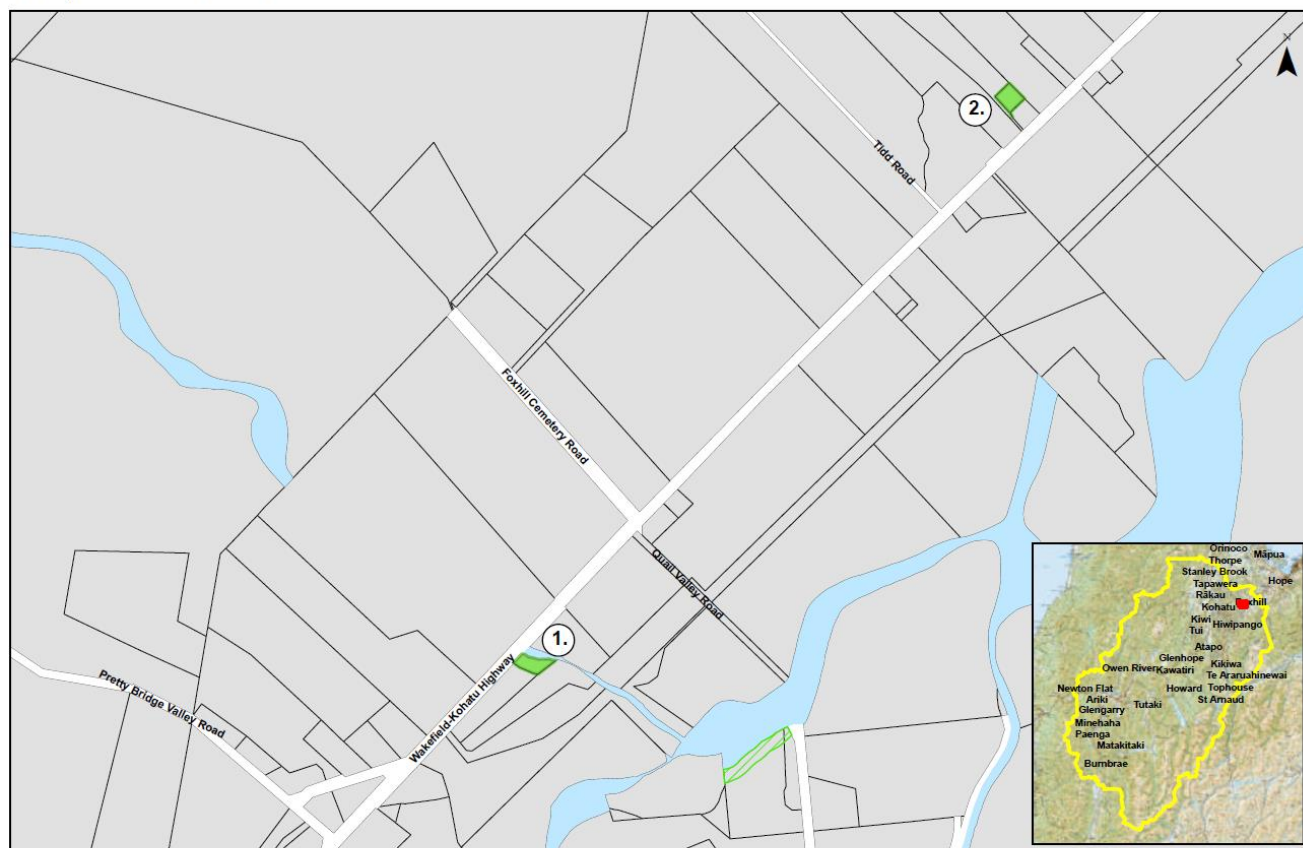 N
2.
Tidd Road
Foxhill Cemetery Road
Quail Valley Road
1.
Wakefield-Kohatu Highway
Pretty Bridge Valley Road
Orinoco
Thorpe
Māpua
Stanley Brook
Hope
Tapawera
Rākau
Kohatu
Kiwi
Hiwipango
Tui
Atapo
Glenhope
Kikiwa
Owen River
Kawatiri
Te Araruahinewai
Newton Flat
Howard
Tophouse
Ariki
St Arnaud
Glengarry
Tutaki
Minehaha
Paenga
Matakitaki
Burnbrae